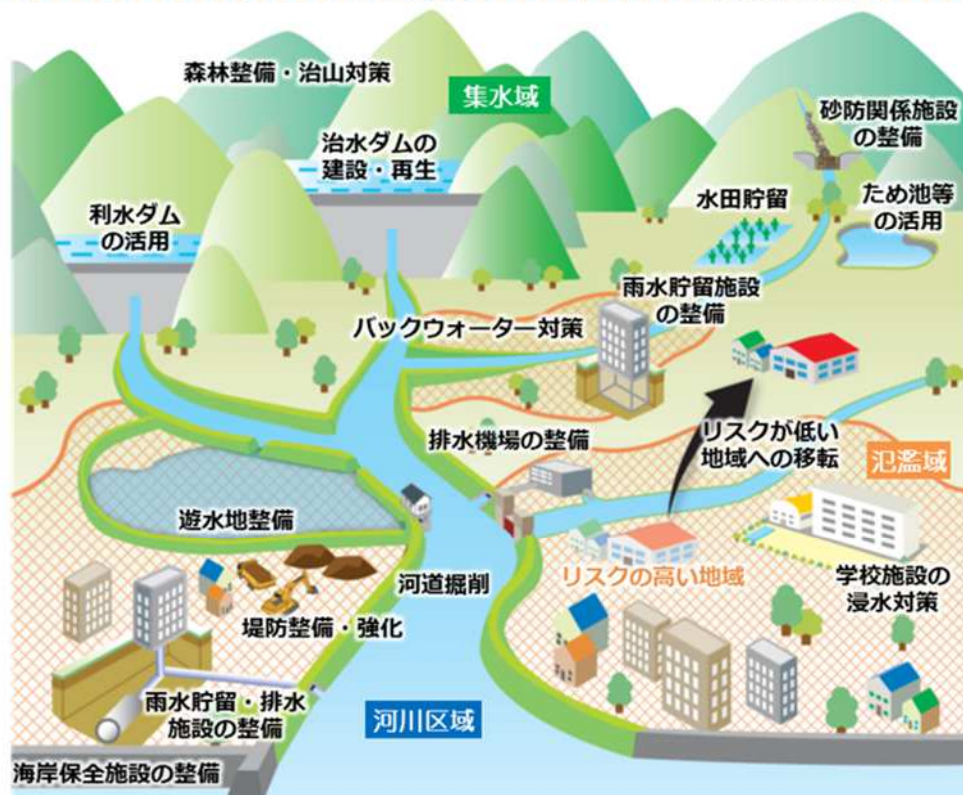 森林整備・治山対策
集水域
砂防関係施設
の整備
治水ダムの
建設・再生
水田貯留
ため池等
の活用
利水ダム
の活用
雨水貯留施設
の整備
バックウォーター対策
排水機場の整備
リスクが低い
地域への移転
氾濫域
遊水地整備
河道掘削
リスクの高い地域
学校施設の
浸水対策
堤防整備・強化
雨水貯留・排水
施設の整備
河川区域
海岸保全施設の整備